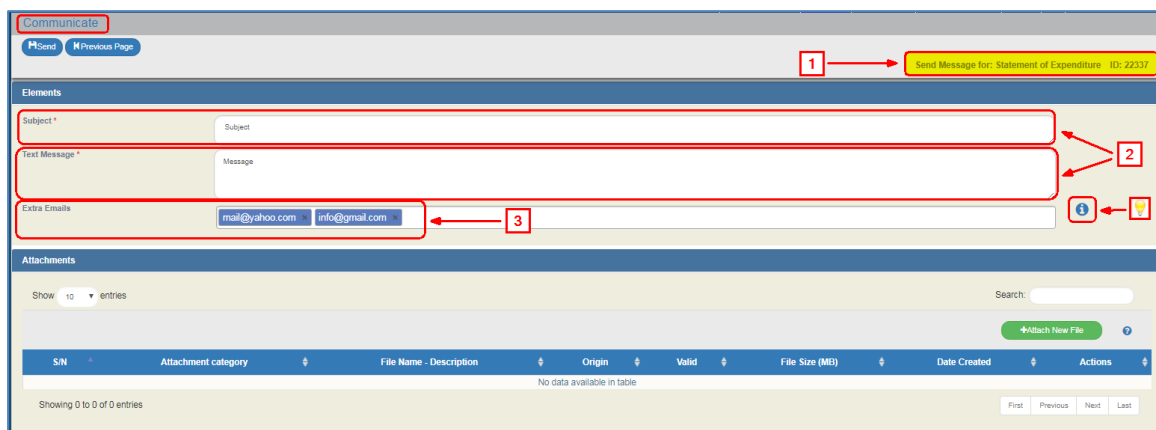 Communicate
Send Previous Page
1 Send Message for: Statement of Expenditure ID: 22337
Elements
Subject * Subject
2
Text Message * Message
Extra Emails mail@yahoo.com × info@gmail.com × 3
Attachments
Show 10 entries Search:
+Attach New File ?
S/N Attachment category File Name - Description Origin Valid File Size (MB) Date Created Actions
No data available in table
Showing 0 to 0 of 0 entries First Previous Next Last